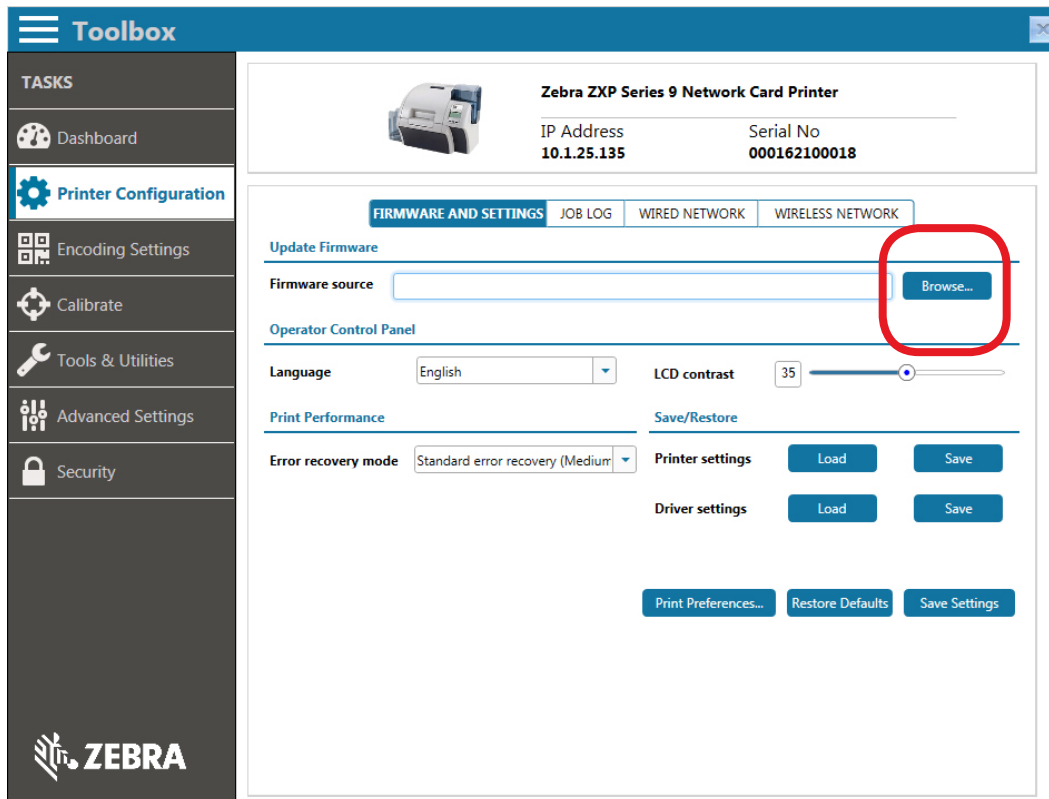 Toolbox
TASKS
Dashboard
Printer Configuration
Encoding Settings
Calibrate
Tools & Utilities
Advanced Settings
Security
ZEBRA
Zebra ZXP Series 9 Network Card Printer
IP Address Serial No
10.1.25.135 000162100018
FIRMWARE AND SETTINGS JOB LOG WIRED NETWORK WIRELESS NETWORK
Update Firmware
Firmware source Browse...
Operator Control Panel
Language English LCD contrast 35
Print Performance Save/Restore
Error recovery mode Standard error recovery (Medium Printer settings Load Save
Driver settings Load Save
Print Preferences... Restore Defaults Save Settings